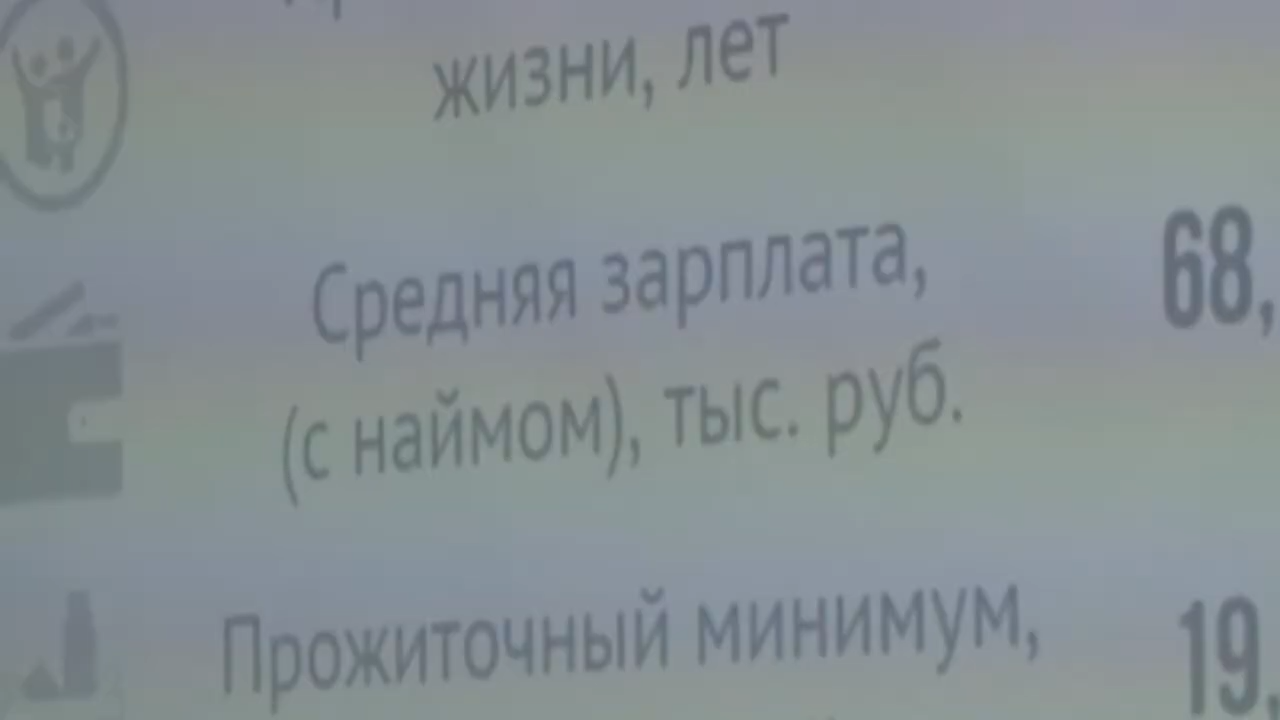 жизни, лет
Средняя зарплата,
68,
(с наймом), тыс. руб.
Прожиточный минимум,
19,